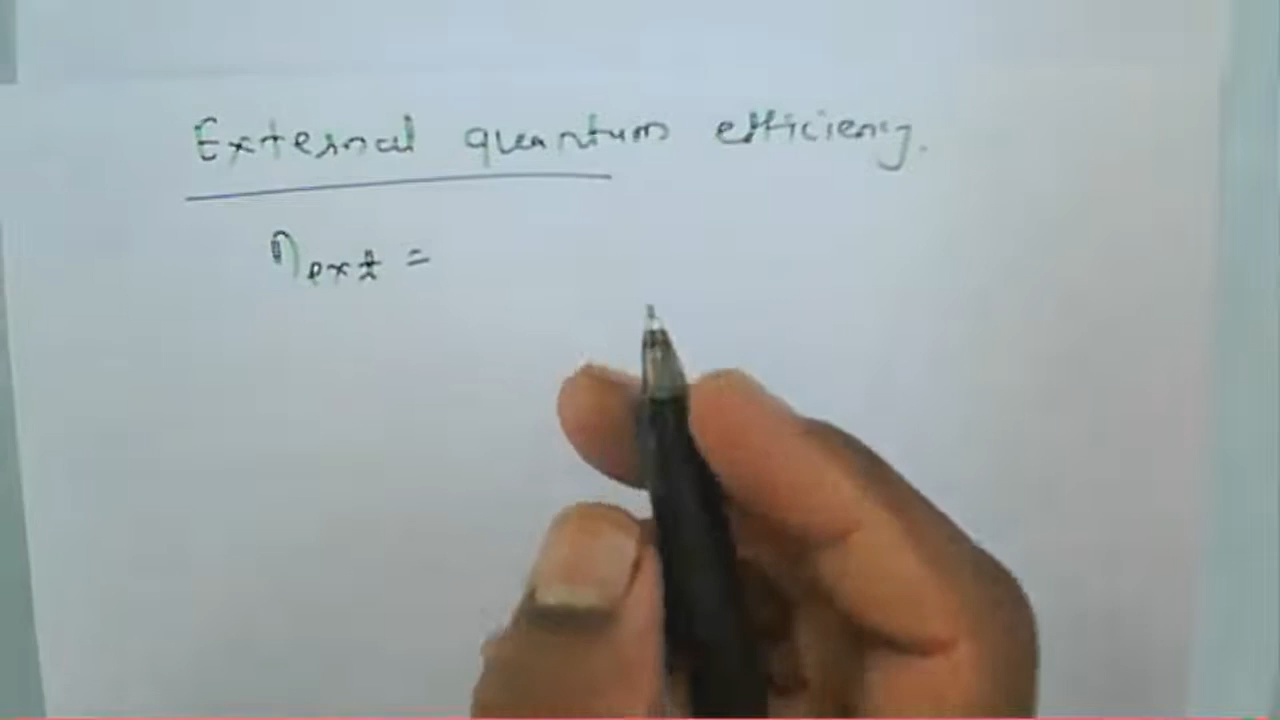 External quantum efficiency.
ηext =